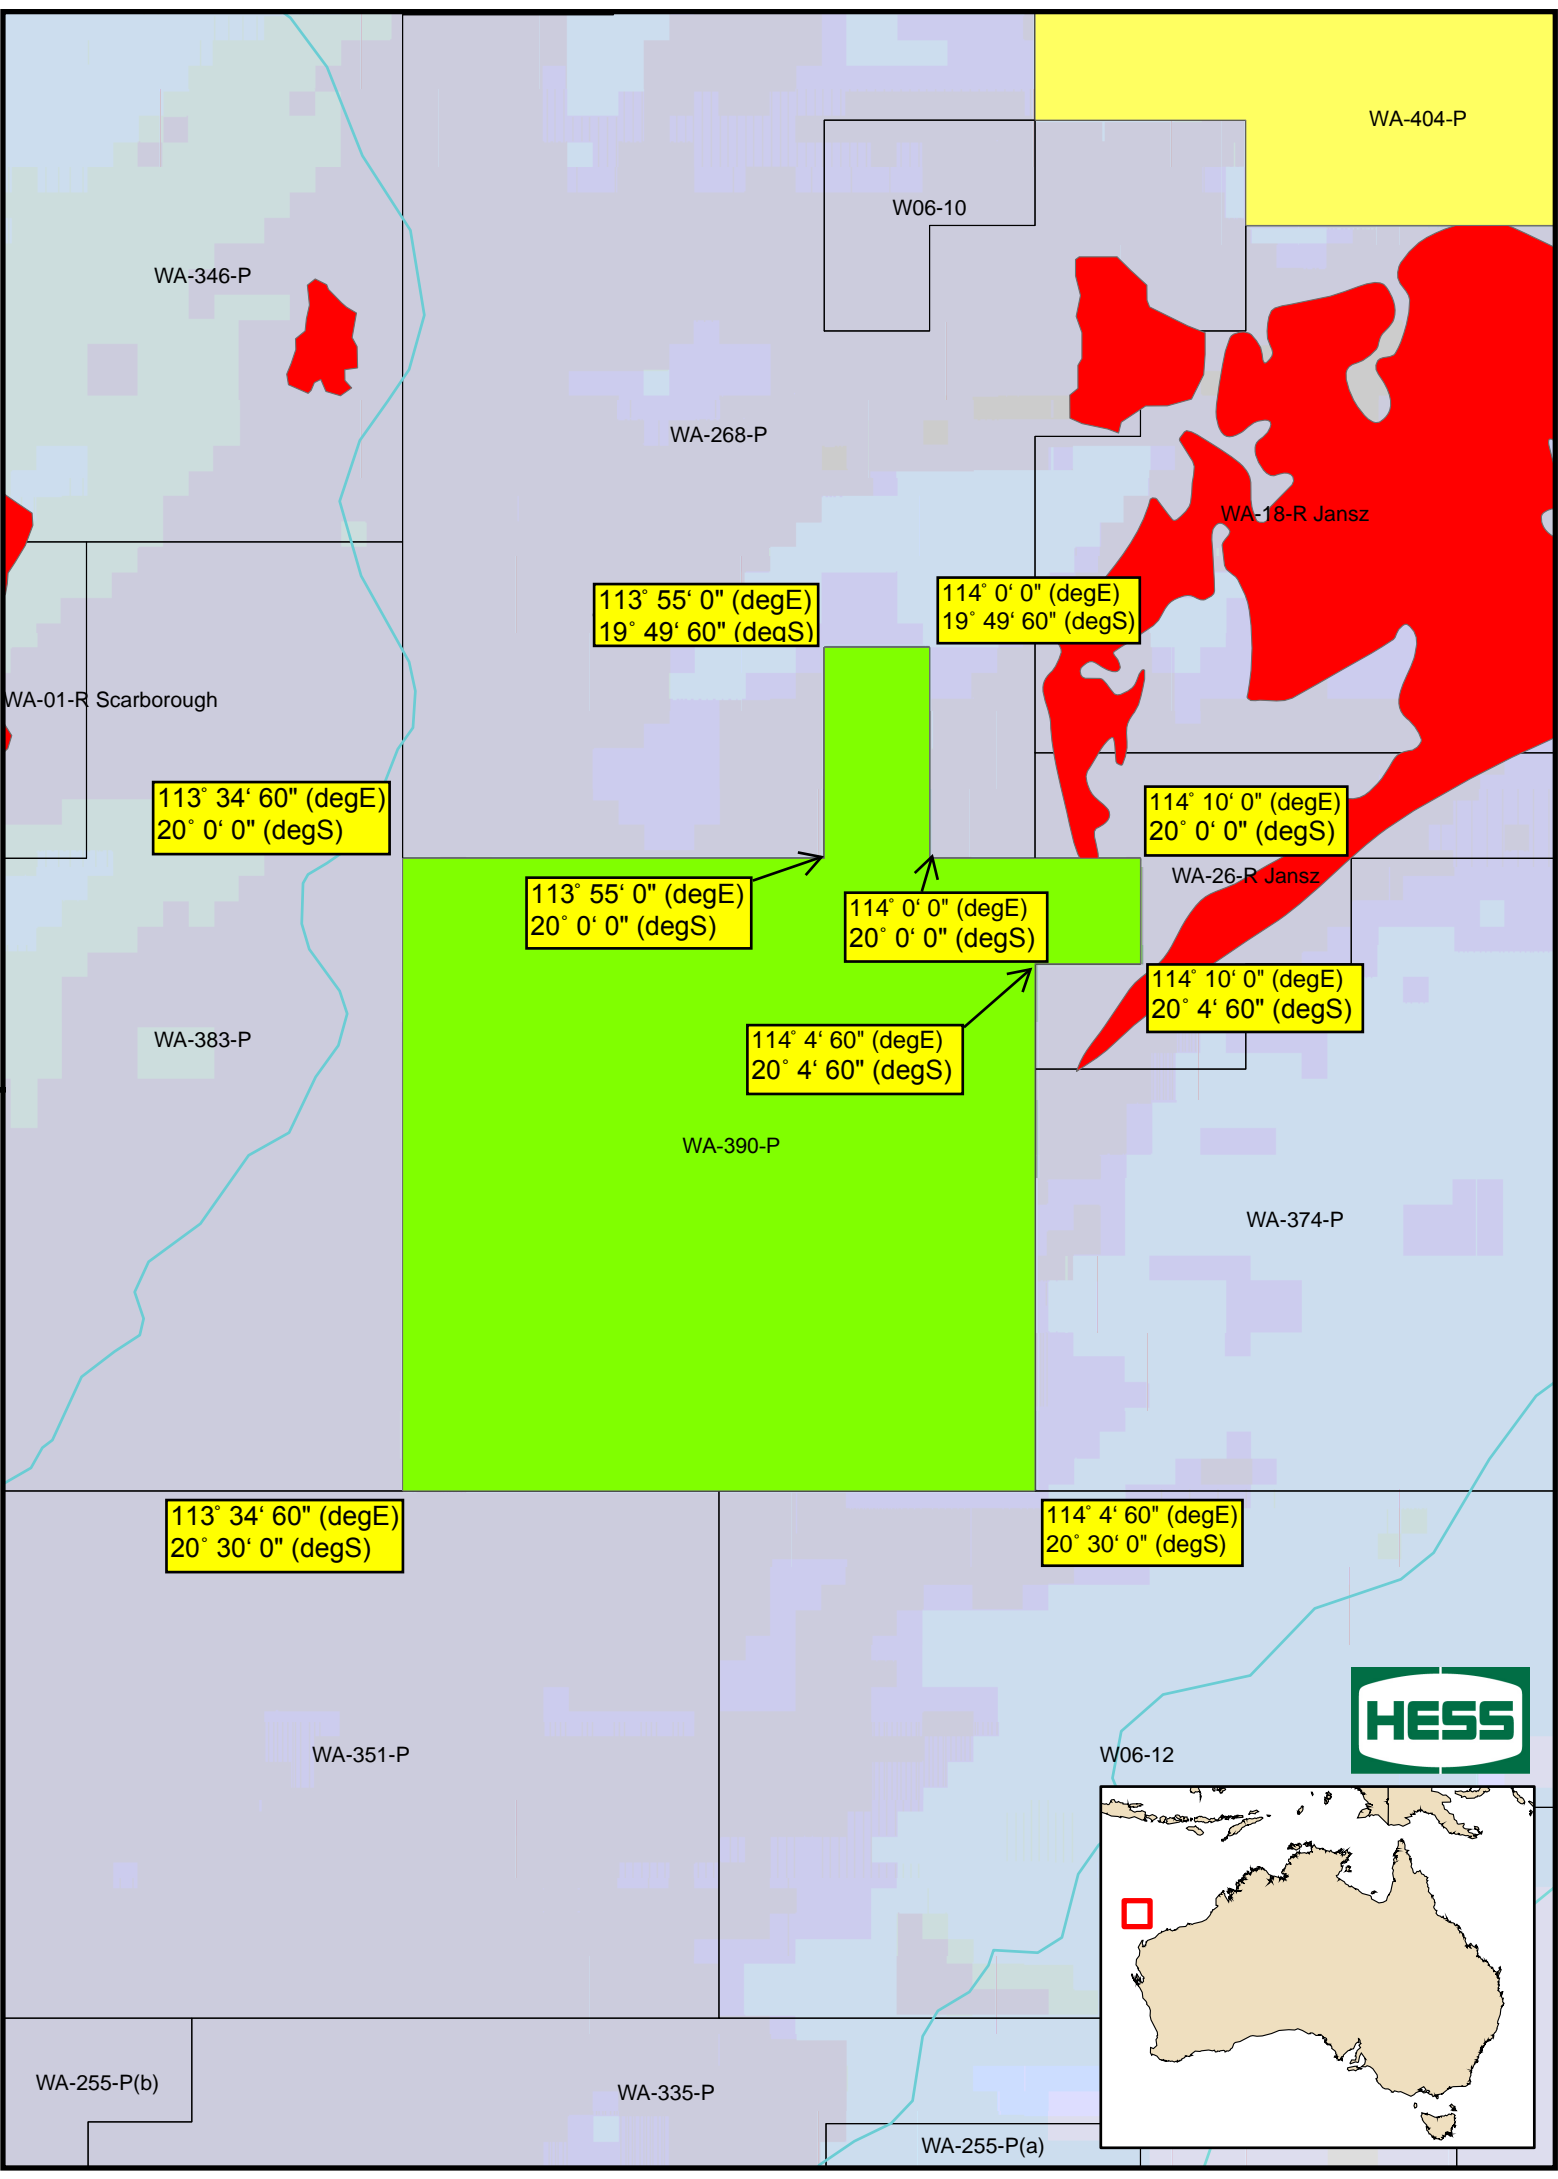 WA-404-P
W06-10
WA-346-P
WA-268-P
WA-18-R Jansz
113° 55‘ 0" (degE)
19° 49‘ 60" (degS)
114° 0‘ 0" (degE)
19° 49‘ 60" (degS)
WA-01-R Scarborough
113° 34‘ 60" (degE)
20° 0‘ 0" (degS)
114° 10‘ 0" (degE)
20° 0‘ 0" (degS)
WA-26-R Jansz
113° 55‘ 0" (degE)
20° 0‘ 0" (degS)
114° 0‘ 0" (degE)
20° 0‘ 0" (degS)
114° 10‘ 0" (degE)
20° 4‘ 60" (degS)
WA-383-P
114° 4‘ 60" (degE)
20° 4‘ 60" (degS)
WA-390-P
WA-374-P
113° 34‘ 60" (degE)
20° 30‘ 0" (degS)
114° 4‘ 60" (degE)
20° 30‘ 0" (degS)
HESS
WA-351-P
W06-12
WA-255-P(b)
WA-335-P
WA-255-P(a)